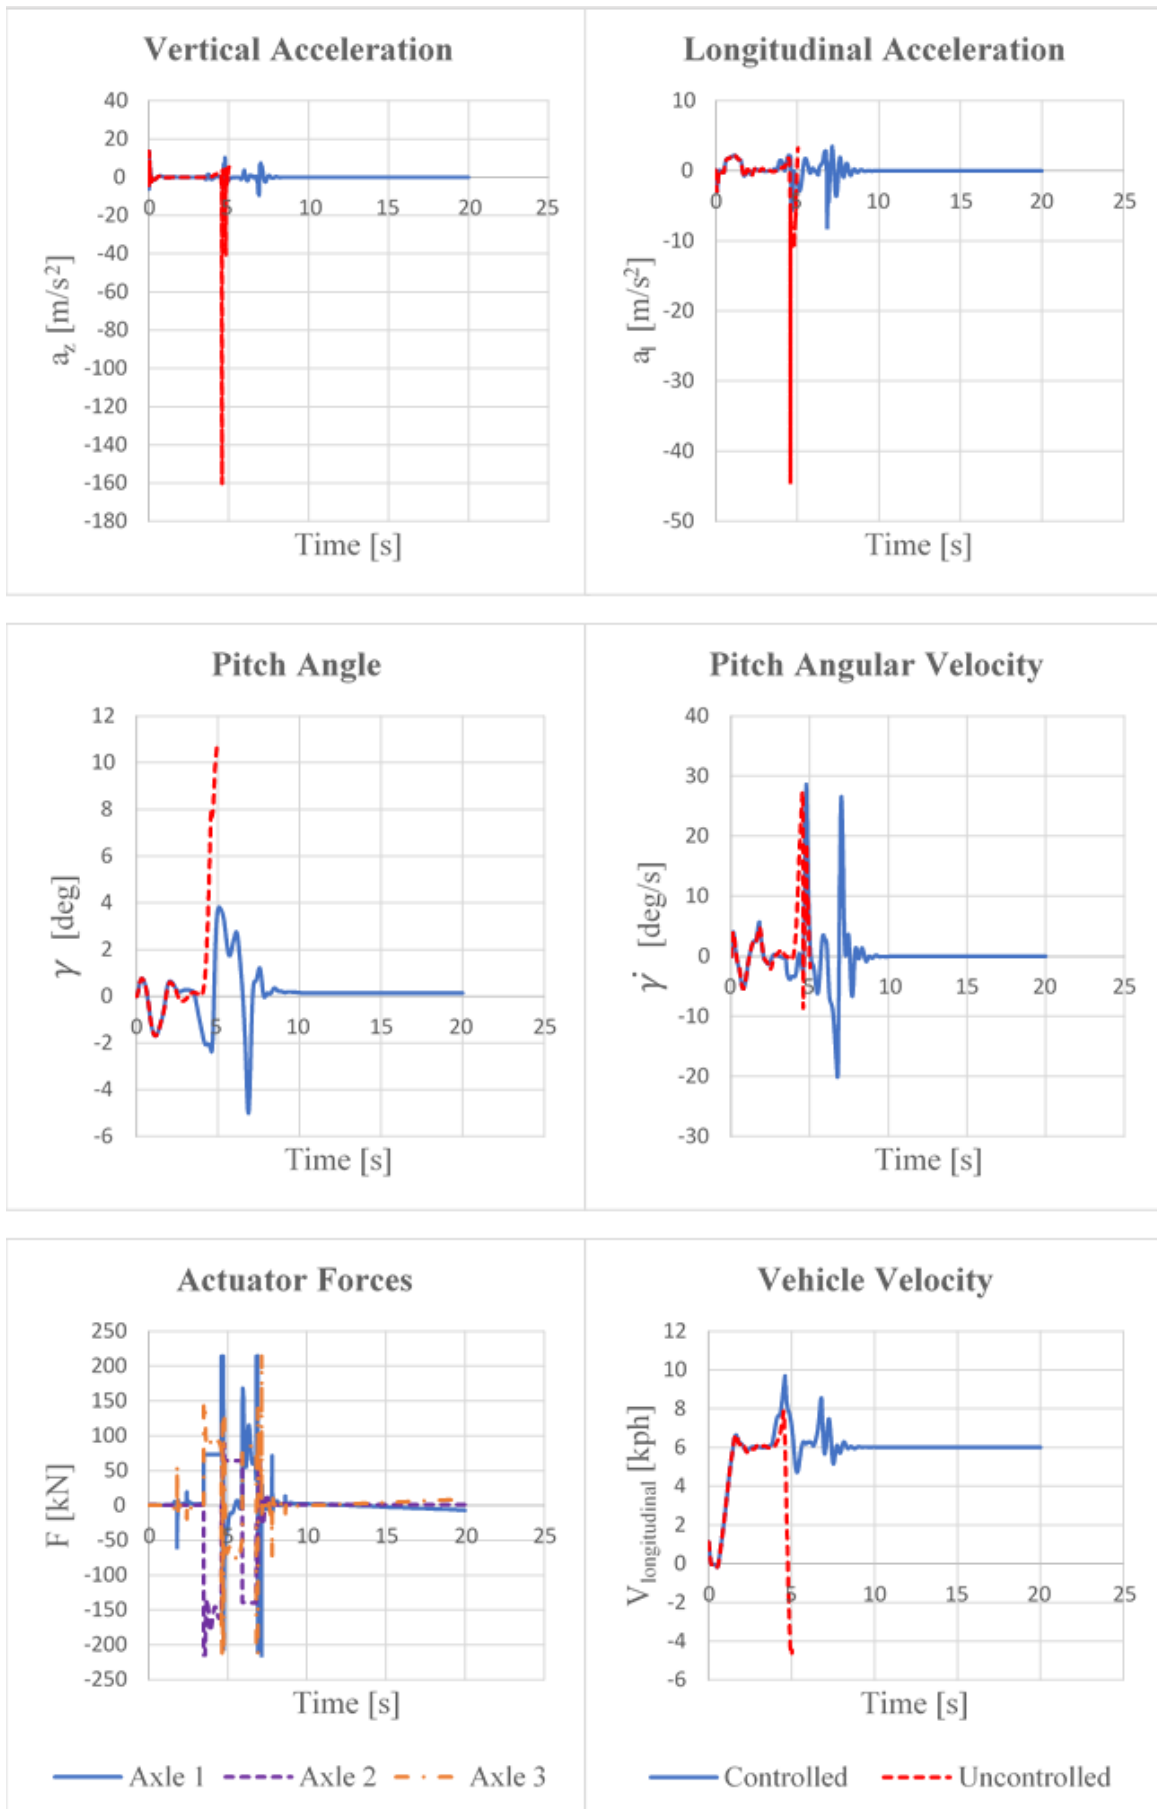 Vertical Acceleration
40
20
0
-20
-40
-60
-80
-100
-120
-140
-160
-180
0 5 10 15 20 25
a_z [m/s²]
Time [s]
Longitudinal Acceleration
10
0
-10
-20
-30
-40
-50
0 5 10 15 20 25
a_l [m/s²]
Time [s]
Pitch Angle
12
10
8
6
4
2
0
-2
-4
-6
0 5 10 15 20 25
γ [deg]
Time [s]
Pitch Angular Velocity
40
30
20
10
0
-10
-20
-30
0 5 10 15 20 25
γ̇ [deg/s]
Time [s]
Actuator Forces
250
200
150
100
50
0
-50
-100
-150
-200
-250
0 5 10 15 20 25
F [kN]
Time [s]
Axle 1 Axle 2 Axle 3
Vehicle Velocity
12
10
8
6
4
2
0
-2
-4
-6
0 5 10 15 20 25
V_longitudinal [kph]
Time [s]
Controlled Uncontrolled